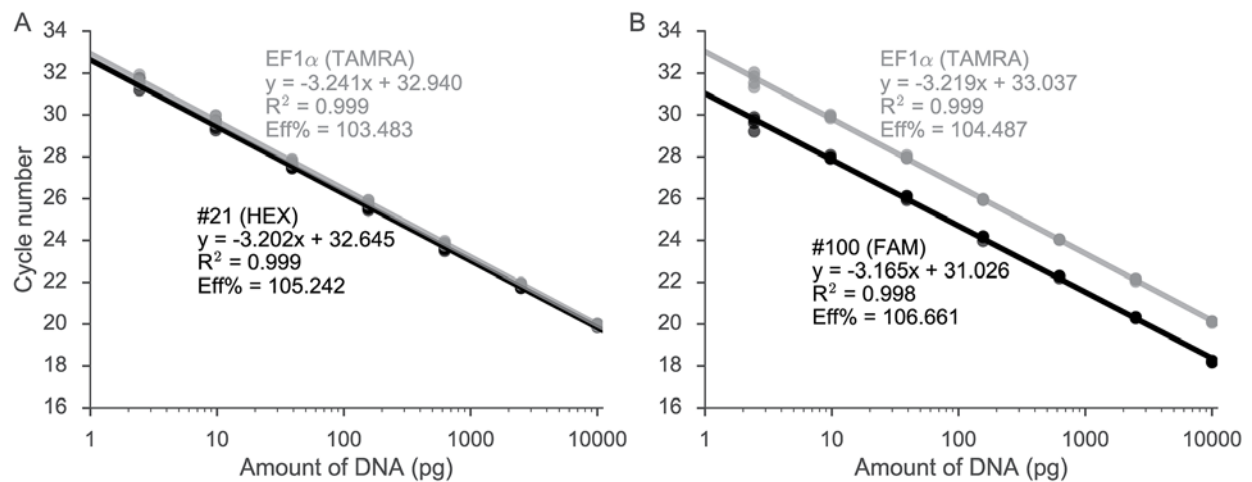 A
34
32
30
28
26
24
22
20
18
16
Cycle number
EF1α (TAMRA)
y = -3.241x + 32.940
R² = 0.999
Eff% = 103.483
#21 (HEX)
y = -3.202x + 32.645
R² = 0.999
Eff% = 105.242
1 10 100 1000 10000
Amount of DNA (pg)
B
34
32
30
28
26
24
22
20
18
16
EF1α (TAMRA)
y = -3.219x + 33.037
R² = 0.999
Eff% = 104.487
#100 (FAM)
y = -3.165x + 31.026
R² = 0.998
Eff% = 106.661
1 10 100 1000 10000
Amount of DNA (pg)